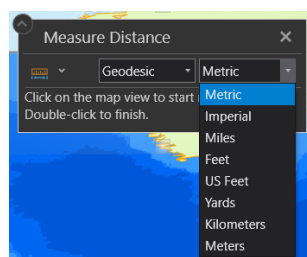 Measure Distance
Geodesic Metric
Click on the map view to start
Double-click to finish.
Metric
Imperial
Miles
Feet
US Feet
Yards
Kilometers
Meters